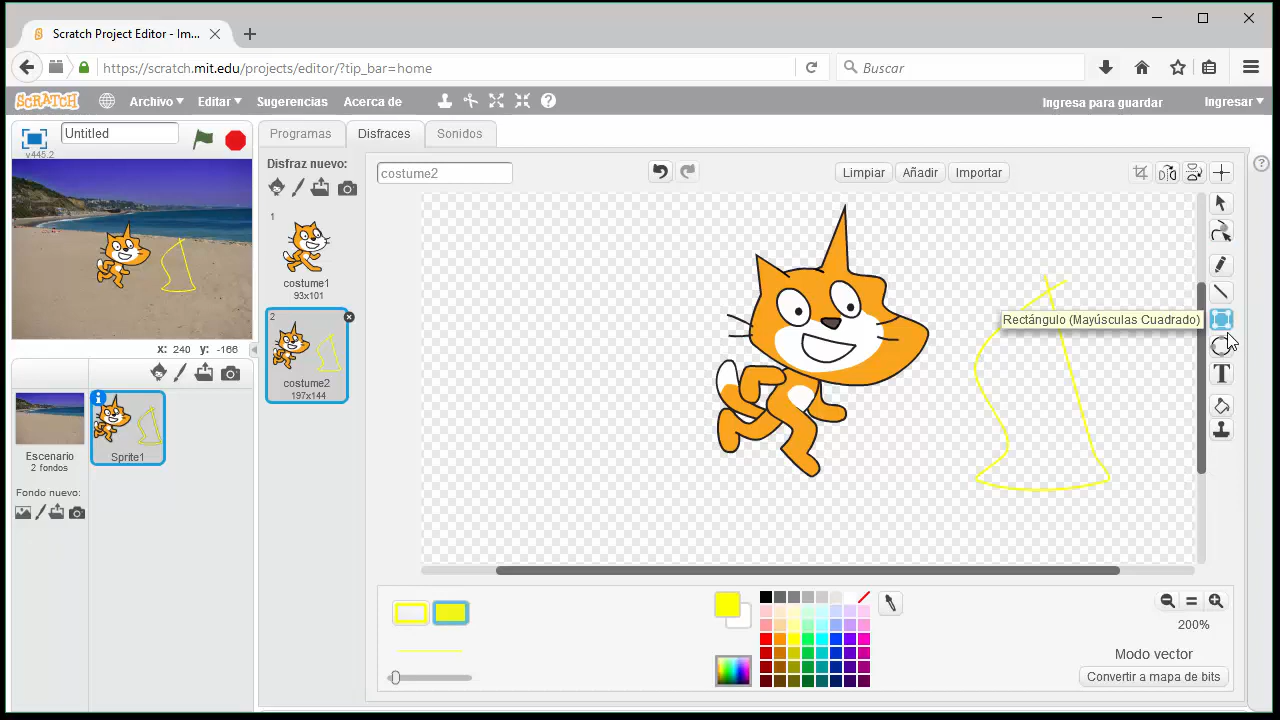 Scratch Project Editor - Im...
https://scratch.mit.edu/projects/editor/?tip_bar=home
Buscar
SCRATCH
Archivo
Editar
Sugerencias
Acerca de
Ingresa para guardar
Ingresar
Untitled
v445.2
Programas
Disfraces
Sonidos
Disfraz nuevo:
costume2
Limpiar
Añadir
Importar
1
costume1
93x101
2
costume2
197x144
Rectángulo (Mayúsculas Cuadrado)
T
x: 240 y: -166
Sprite1
Escenario
2 fondos
Fondo nuevo:
200%
Modo vector
Convertir a mapa de bits